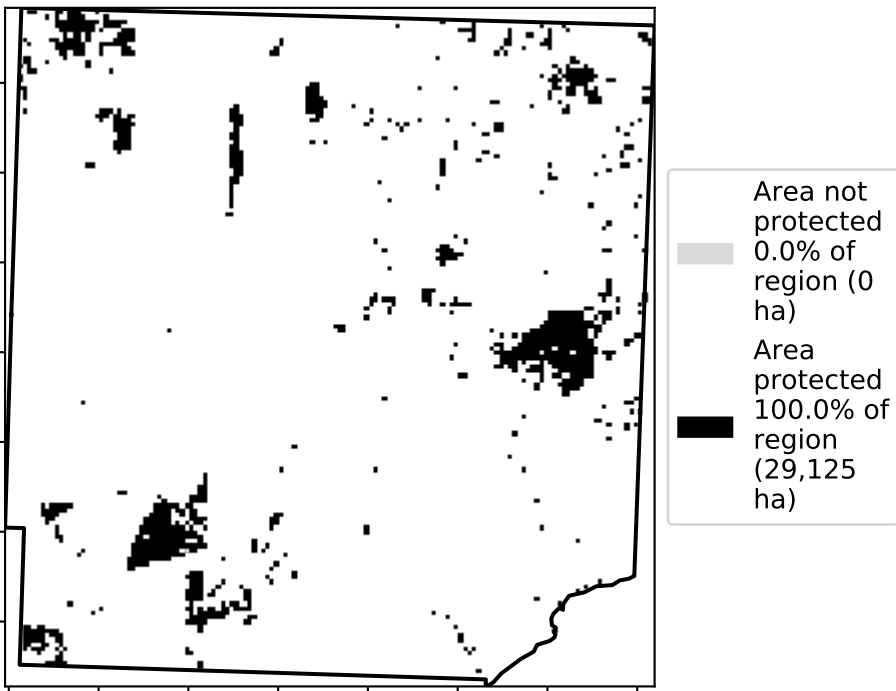 Area not
protected
0.0% of
region (0
ha)
Area
protected
100.0% of
region
(29,125
ha)